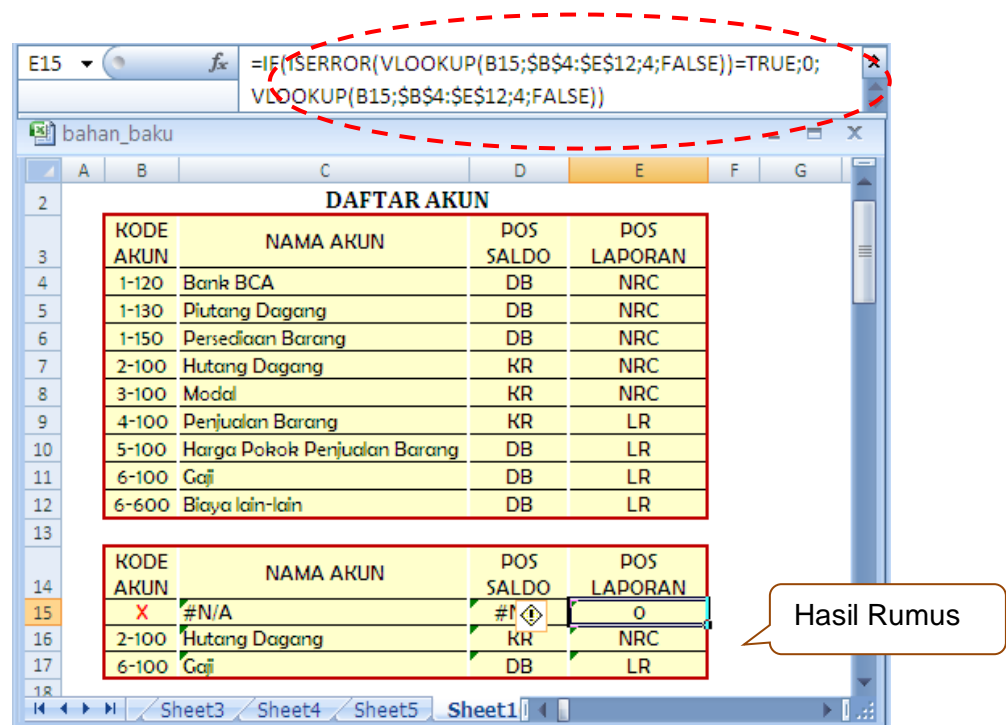 E15 fx =IF(ISERROR(VLOOKUP(B15;$B$4:$E$12;4;FALSE))=TRUE;0;
VLOOKUP(B15;$B$4:$E$12;4;FALSE))
bahan_baku
A B C D E F G
2 DAFTAR AKUN
KODE POS POS
NAMA AKUN
3 AKUN SALDO LAPORAN
4 1-120 Bank BCA DB NRC
5 1-130 Piutang Dagang DB NRC
6 1-150 Persediaan Barang DB NRC
7 2-100 Hutang Dagang KR NRC
8 3-100 Modal KR NRC
9 4-100 Penjualan Barang KR LR
10 5-100 Harga Pokok Penjualan Barang DB LR
11 6-100 Gaji DB LR
12 6-600 Biaya lain-lain DB LR
13
KODE POS POS
NAMA AKUN
14 AKUN SALDO LAPORAN
15 X #N/A #N 0
Hasil Rumus
16 2-100 Hutang Dagang KR NRC
17 6-100 Gaji DB LR
18
Sheet3 Sheet4 Sheet5 Sheet1